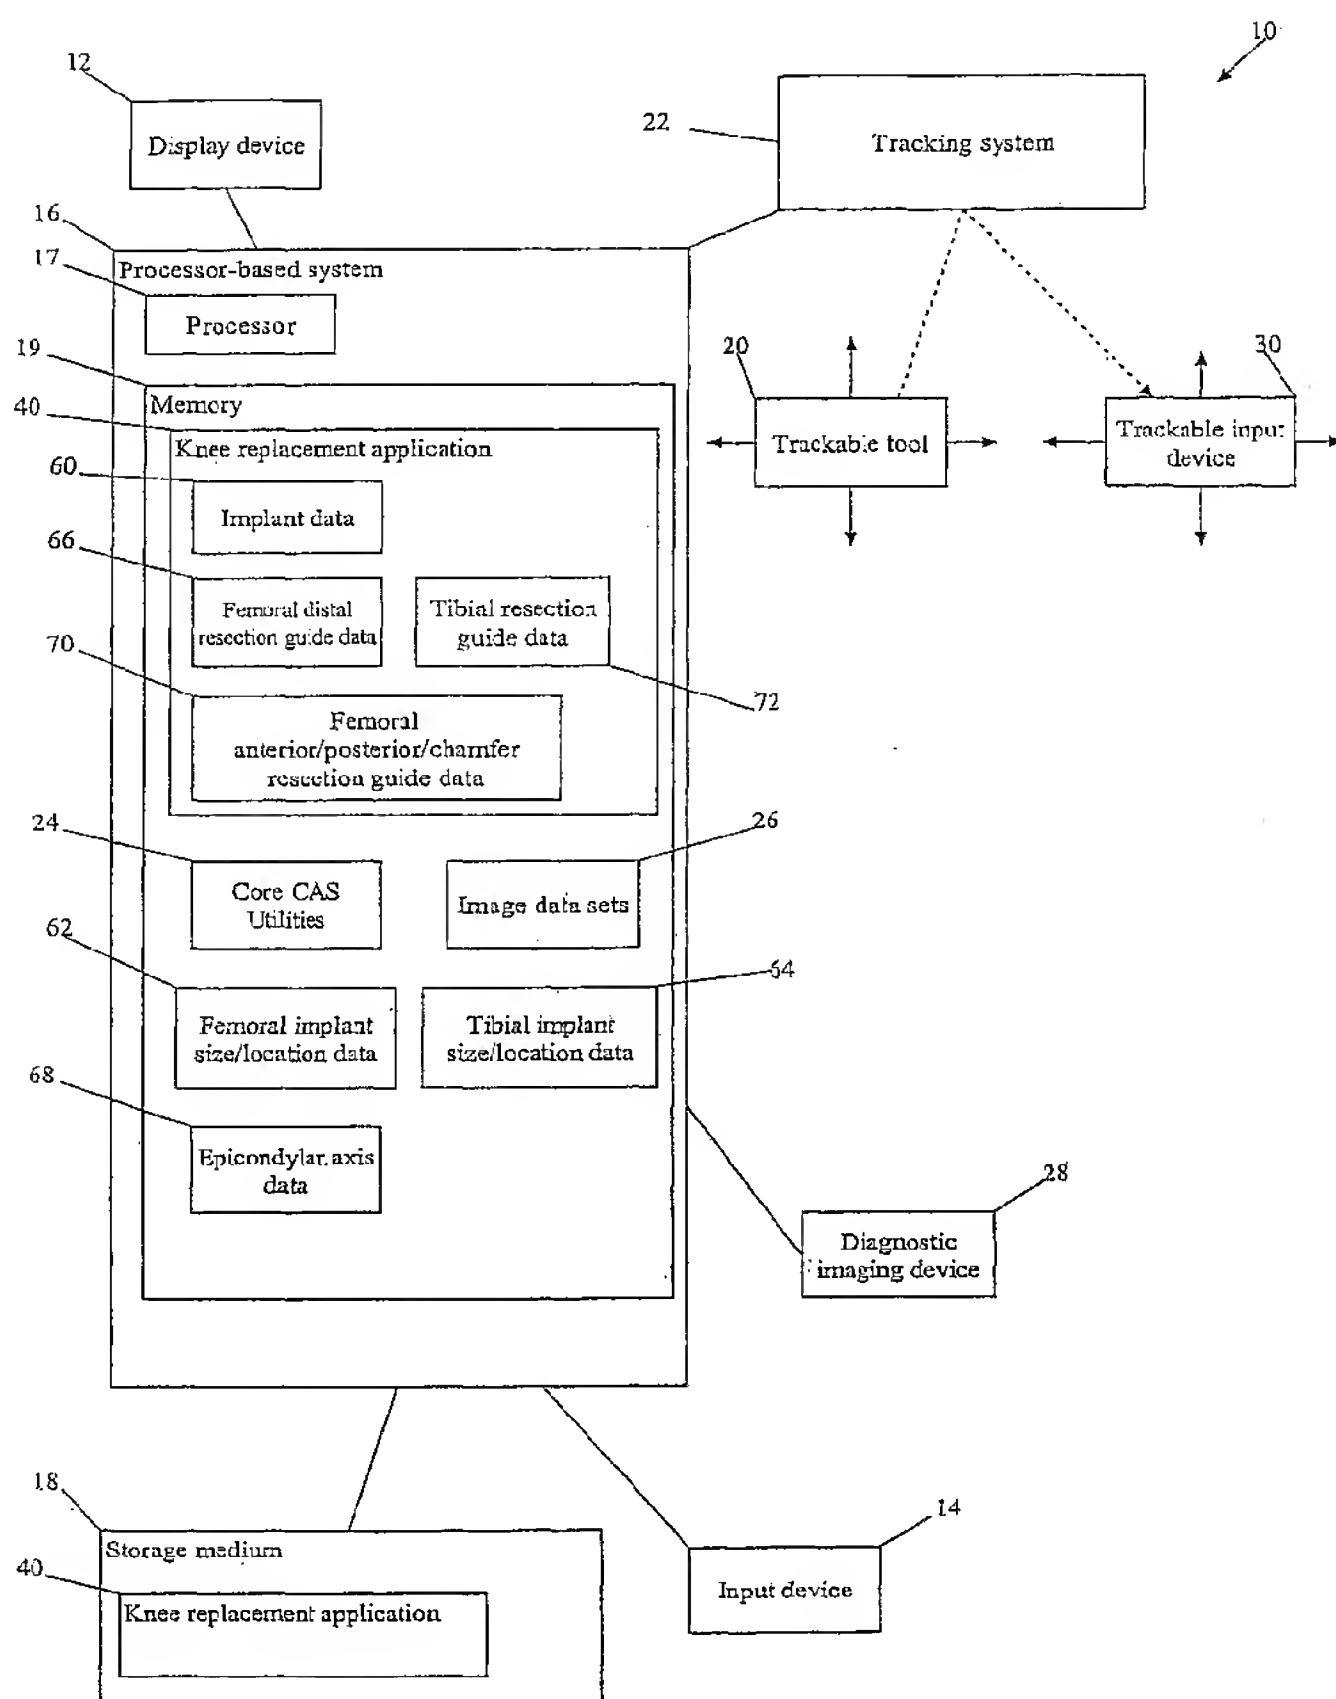 10
12
Display device
22
Tracking system
16
Processor-based system
17
Processor
19
Memory
20
Trackable tool
30
Trackable input
device
40
Knee replacement application
60
Implant data
66
Femoral distal
resection guide data
Tibial resection
guide data
70
72
Femoral
anterior/posterior/chamfer
resection guide data
24
Core CAS
Utilities
26
Image data sets
62
Femoral implant
size/location data
64
Tibial implant
size/location data
68
Epicondylar axis
data
28
Diagnostic
imaging device
18
Storage medium
40
Knee replacement application
14
Input device